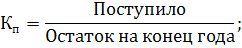 Кп = Поступило / Остаток на конец года;